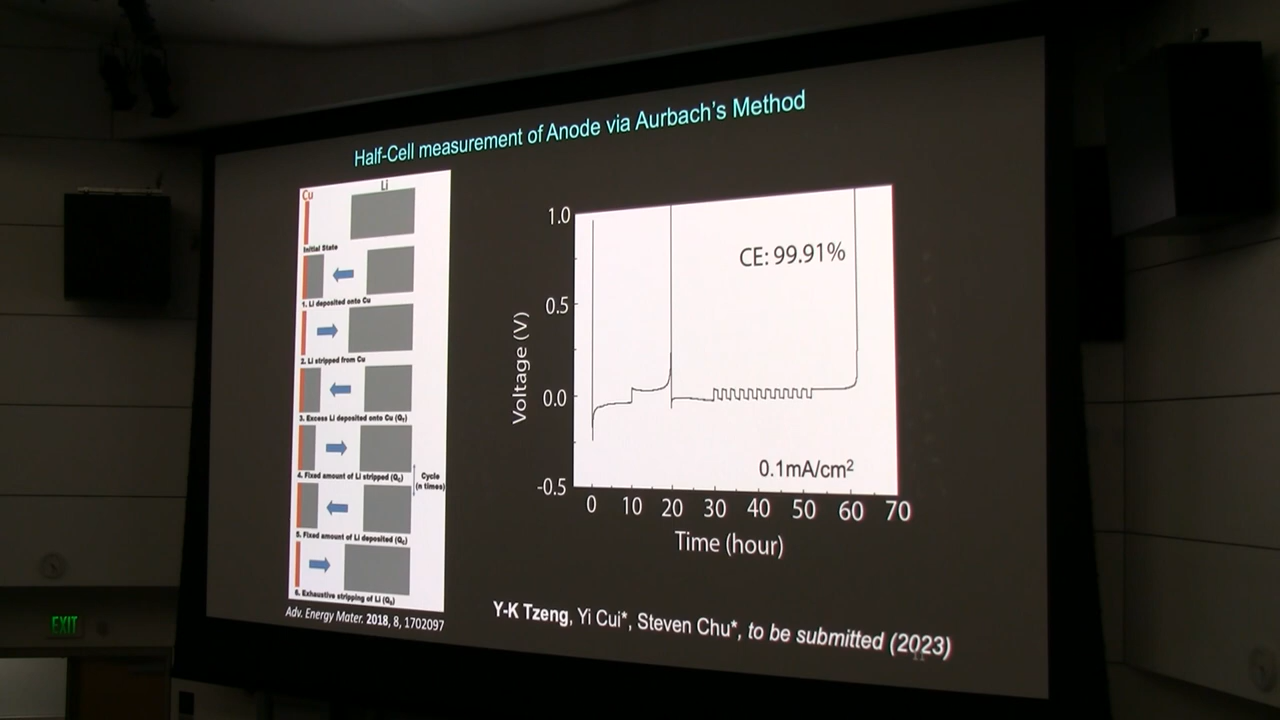 Half-Cell measurement of Anode via Aurbach's Method
Cu
Li
Initial State
1. Li deposited onto Cu
2. Li stripped from Cu
3. Excess Li deposited onto Cu (Qₜ)
4. Fixed amount of Li stripped (Q꜀)
Cycle
(n times)
5. Fixed amount of Li deposited (Q꜀)
6. Exhaustive stripping of Li (Qₛ)
Adv. Energy Mater. 2018, 8, 1702097
1.0
0.5
0.0
-0.5
Voltage (V)
CE: 99.91%
0.1mA/cm²
0 10 20 30 40 50 60 70
Time (hour)
Y-K Tzeng, Yi Cui*, Steven Chu*, to be submitted (2023)
11
EXIT